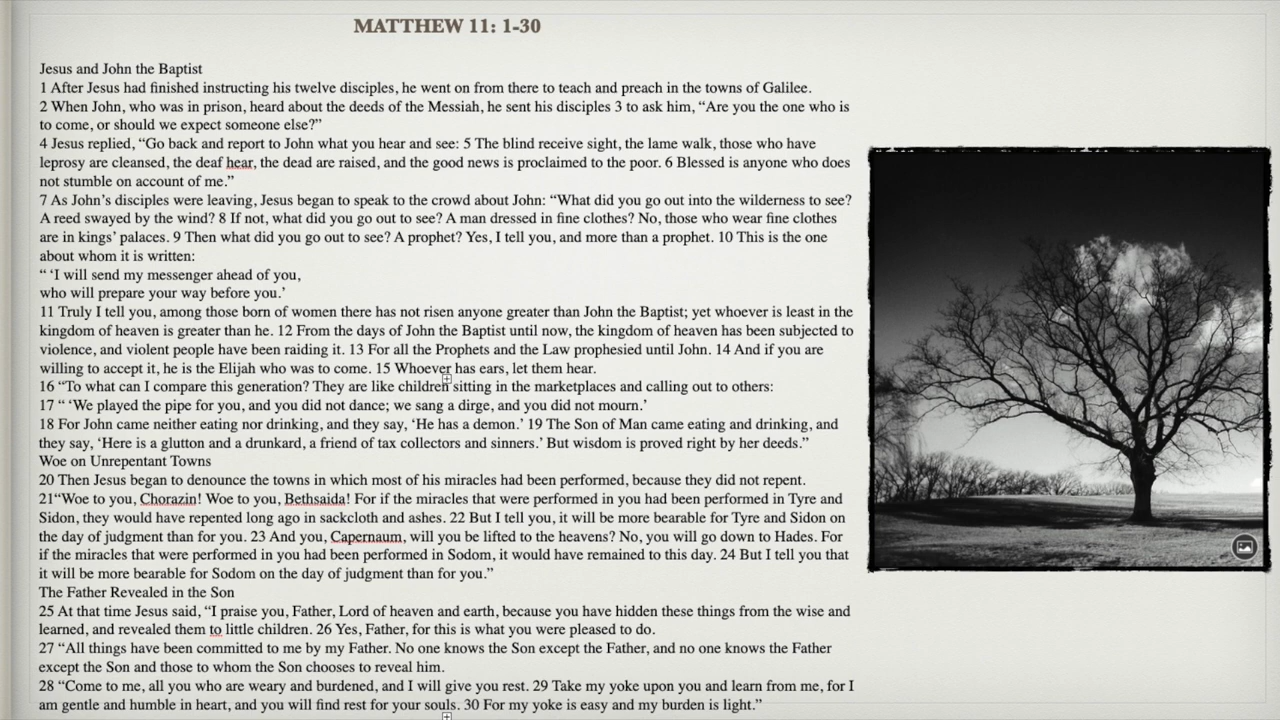 MATTHEW 11: 1-30
Jesus and John the Baptist
1 After Jesus had finished instructing his twelve disciples, he went on from there to teach and preach in the towns of Galilee.
2 When John, who was in prison, heard about the deeds of the Messiah, he sent his disciples 3 to ask him, “Are you the one who is
to come, or should we expect someone else?”
4 Jesus replied, “Go back and report to John what you hear and see: 5 The blind receive sight, the lame walk, those who have
leprosy are cleansed, the deaf hear, the dead are raised, and the good news is proclaimed to the poor. 6 Blessed is anyone who does
not stumble on account of me.”
7 As John’s disciples were leaving, Jesus began to speak to the crowd about John: “What did you go out into the wilderness to see?
A reed swayed by the wind? 8 If not, what did you go out to see? A man dressed in fine clothes? No, those who wear fine clothes
are in kings’ palaces. 9 Then what did you go out to see? A prophet? Yes, I tell you, and more than a prophet. 10 This is the one
about whom it is written:
“ ‘I will send my messenger ahead of you,
who will prepare your way before you.’
11 Truly I tell you, among those born of women there has not risen anyone greater than John the Baptist; yet whoever is least in the
kingdom of heaven is greater than he. 12 From the days of John the Baptist until now, the kingdom of heaven has been subjected to
violence, and violent people have been raiding it. 13 For all the Prophets and the Law prophesied until John. 14 And if you are
willing to accept it, he is the Elijah who was to come. 15 Whoever has ears, let them hear.
16 “To what can I compare this generation? They are like children sitting in the marketplaces and calling out to others:
17 “ ‘We played the pipe for you, and you did not dance; we sang a dirge, and you did not mourn.’
18 For John came neither eating nor drinking, and they say, ‘He has a demon.’ 19 The Son of Man came eating and drinking, and
they say, ‘Here is a glutton and a drunkard, a friend of tax collectors and sinners.’ But wisdom is proved right by her deeds.”
Woe on Unrepentant Towns
20 Then Jesus began to denounce the towns in which most of his miracles had been performed, because they did not repent.
21“Woe to you, Chorazin! Woe to you, Bethsaida! For if the miracles that were performed in you had been performed in Tyre and
Sidon, they would have repented long ago in sackcloth and ashes. 22 But I tell you, it will be more bearable for Tyre and Sidon on
the day of judgment than for you. 23 And you, Capernaum, will you be lifted to the heavens? No, you will go down to Hades. For
if the miracles that were performed in you had been performed in Sodom, it would have remained to this day. 24 But I tell you that
it will be more bearable for Sodom on the day of judgment than for you.”
The Father Revealed in the Son
25 At that time Jesus said, “I praise you, Father, Lord of heaven and earth, because you have hidden these things from the wise and
learned, and revealed them to little children. 26 Yes, Father, for this is what you were pleased to do.
27 “All things have been committed to me by my Father. No one knows the Son except the Father, and no one knows the Father
except the Son and those to whom the Son chooses to reveal him.
28 “Come to me, all you who are weary and burdened, and I will give you rest. 29 Take my yoke upon you and learn from me, for I
am gentle and humble in heart, and you will find rest for your souls. 30 For my yoke is easy and my burden is light.”